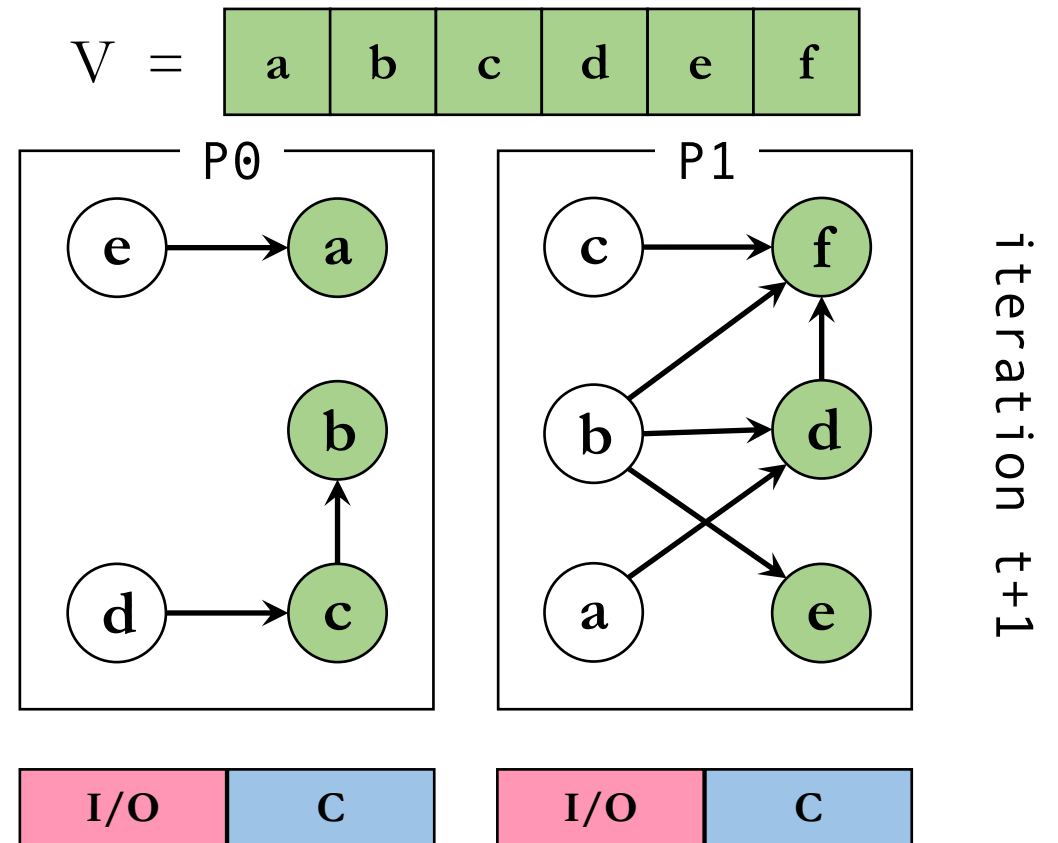 V = a b c d e f
P0
P1
e a
c f
b
b d
d c
a e
iteration t+1
I/O C
I/O C